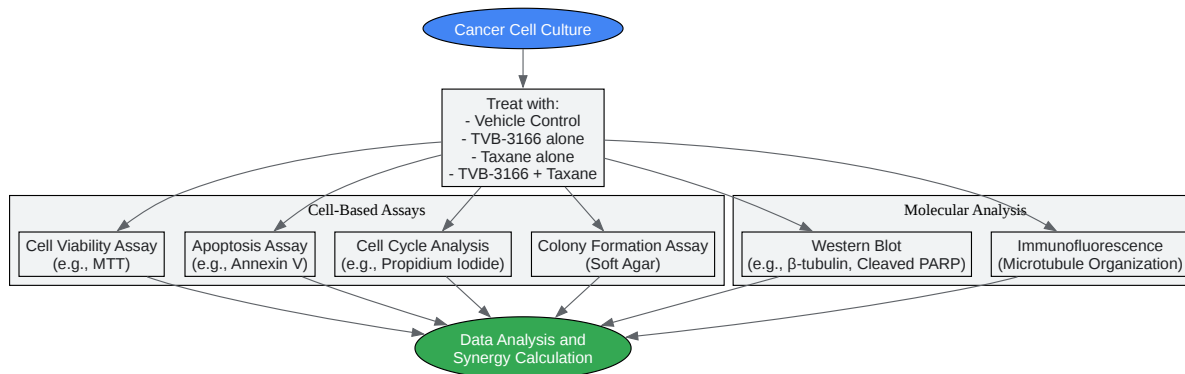 Cancer Cell Culture
Treat with:
- Vehicle Control
- TVB-3166 alone
- Taxane alone
- TVB-3166 + Taxane
Cell-Based Assays
Molecular Analysis
Cell Viability Assay
(e.g., MTT)
Apoptosis Assay
(e.g., Annexin V)
Cell Cycle Analysis
(e.g., Propidium Iodide)
Colony Formation Assay
(Soft Agar)
Western Blot
(e.g., β-tubulin, Cleaved PARP)
Immunofluorescence
(Microtubule Organization)
Data Analysis and
Synergy Calculation